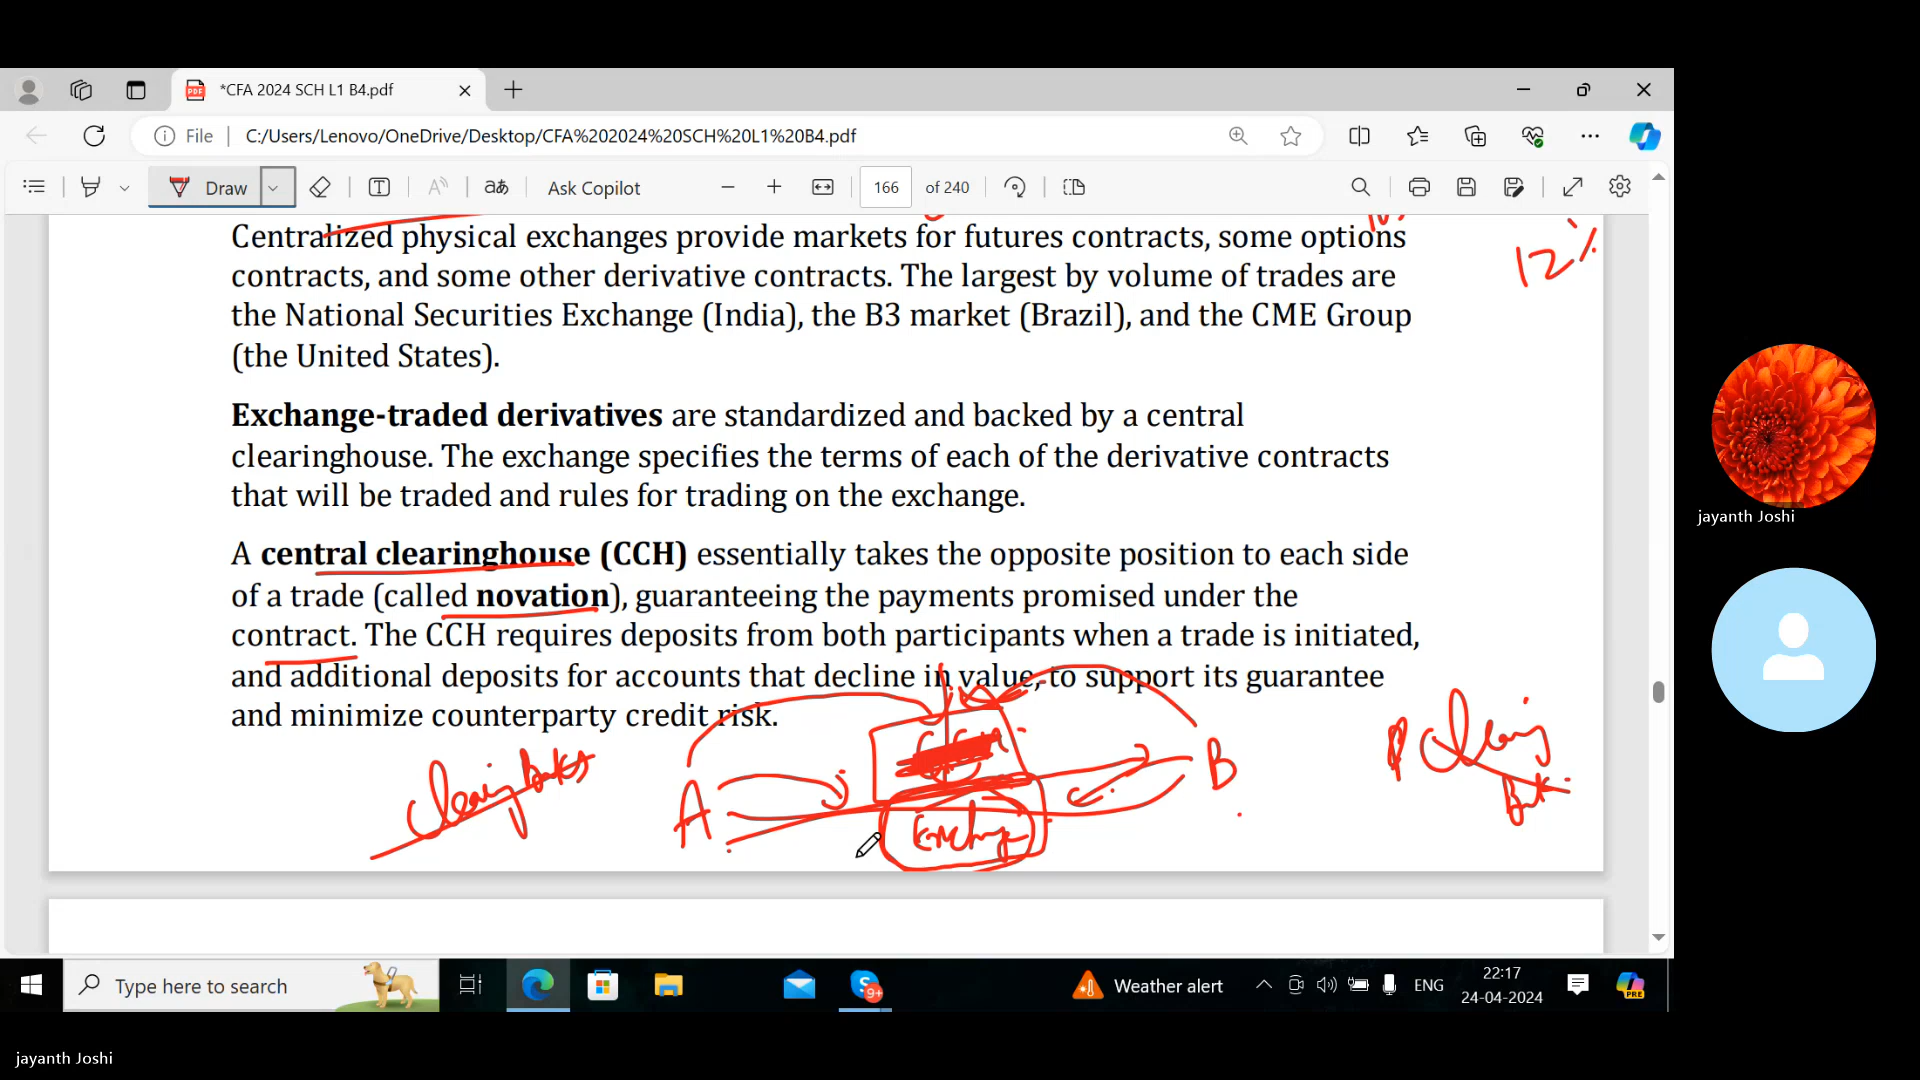 *CFA 2024 SCH L1 B4.pdf
File
C:/Users/Lenovo/OneDrive/Desktop/CFA%202024%20SCH%20L1%20B4.pdf
Draw
Ask Copilot
166 of 240
12%
Centralized physical exchanges provide markets for futures contracts, some options
contracts, and some other derivative contracts. The largest by volume of trades are
the National Securities Exchange (India), the B3 market (Brazil), and the CME Group
(the United States).
Exchange-traded derivatives are standardized and backed by a central
clearinghouse. The exchange specifies the terms of each of the derivative contracts
that will be traded and rules for trading on the exchange.
A central clearinghouse (CCH) essentially takes the opposite position to each side
of a trade (called novation), guaranteeing the payments promised under the
contract. The CCH requires deposits from both participants when a trade is initiated,
and additional deposits for accounts that decline in value, to support its guarantee
and minimize counterparty credit risk.
A
B
jayanth Joshi
Type here to search
9+
Weather alert
ENG
22:17
24-04-2024
PRE
jayanth Joshi